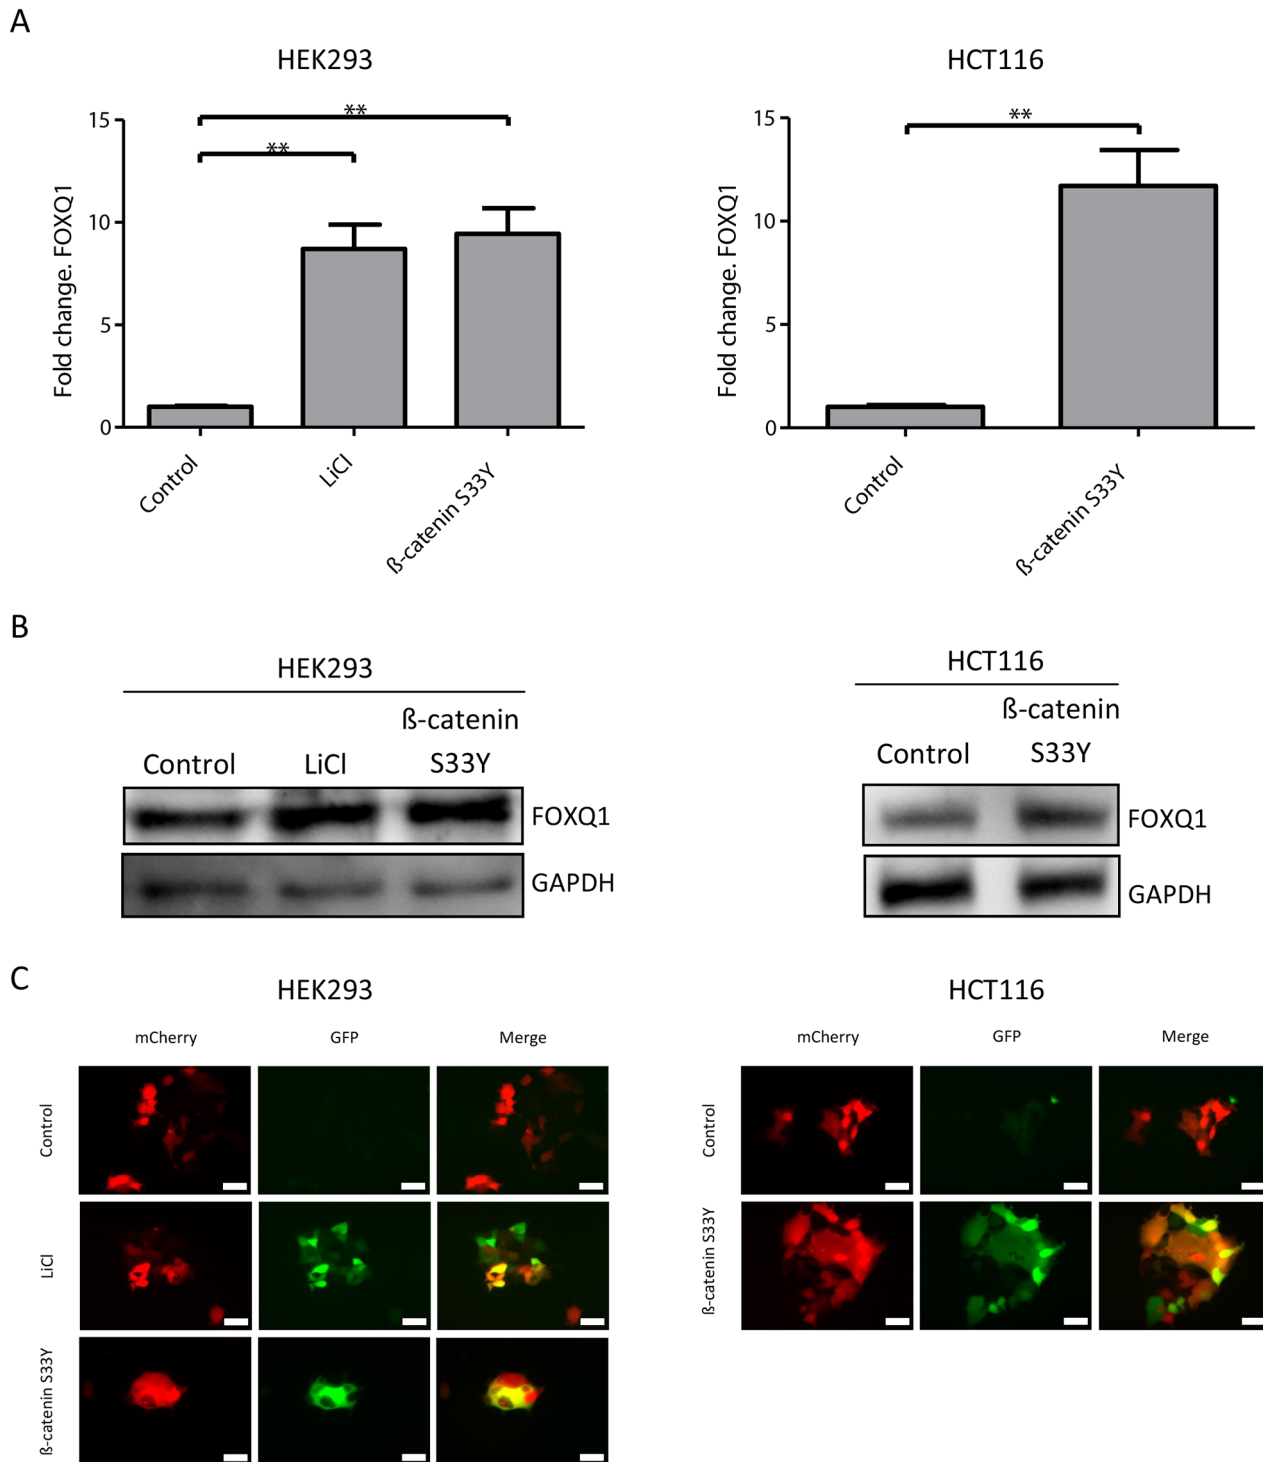 A
HEK293
HCT116
**
**
**
15
10
5
0
Fold change. FOXQ1
Control
LiCl
ß-catenin S33Y
15
10
5
0
Fold change. FOXQ1
Control
ß-catenin S33Y
B
HEK293
ß-catenin
Control LiCl S33Y
FOXQ1
GAPDH
HCT116
ß-catenin
Control S33Y
FOXQ1
GAPDH
C
HEK293
mCherry GFP Merge
Control
LiCl
ß-catenin S33Y
HCT116
mCherry GFP Merge
Control
ß-catenin S33Y